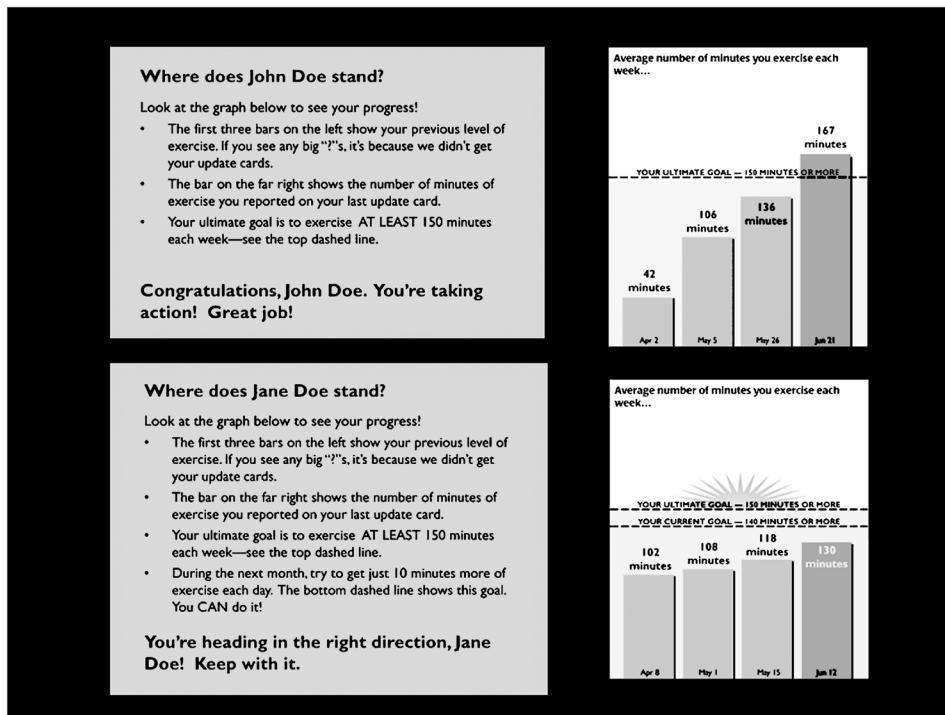 Where does John Doe stand?
Look at the graph below to see your progress!
• The first three bars on the left show your previous level of
exercise. If you see any big "?"s, it's because we didn't get
your update cards.
• The bar on the far right shows the number of minutes of
exercise you reported on your last update card.
• Your ultimate goal is to exercise AT LEAST 150 minutes
each week—see the top dashed line.
Congratulations, John Doe. You're taking
action! Great job!
Average number of minutes you exercise each
week...
167
minutes
YOUR ULTIMATE GOAL — 150 MINUTES OR MORE
136
minutes
106
minutes
42
minutes
Apr 2 May 5 May 26 Jun 21
Where does Jane Doe stand?
Look at the graph below to see your progress!
• The first three bars on the left show your previous level of
exercise. If you see any big "?"s, it's because we didn't get
your update cards.
• The bar on the far right shows the number of minutes of
exercise you reported on your last update card.
• Your ultimate goal is to exercise AT LEAST 150 minutes
each week—see the top dashed line.
• During the next month, try to get just 10 minutes more of
exercise each day. The bottom dashed line shows this goal.
You CAN do it!
You're heading in the right direction, Jane
Doe! Keep with it.
Average number of minutes you exercise each
week...
YOUR ULTIMATE GOAL — 150 MINUTES OR MORE
YOUR CURRENT GOAL — 140 MINUTES OR MORE
102
minutes
108
minutes
118
minutes
130
minutes
Apr 8 May 1 May 15 Jun 12